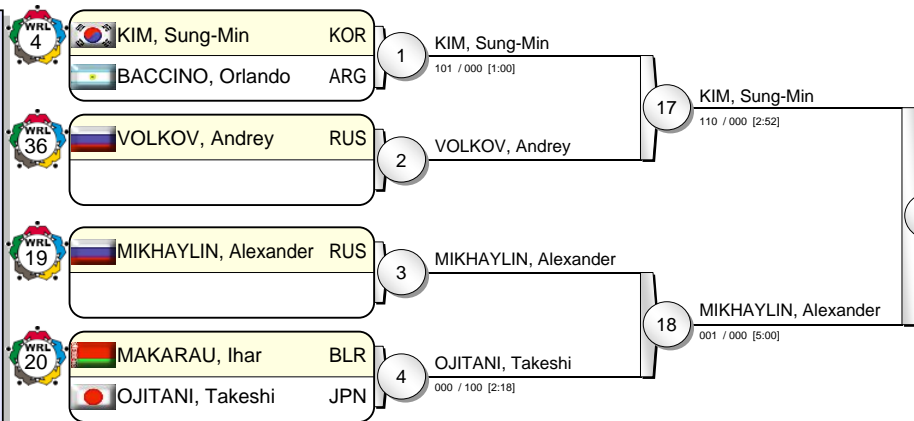 WRL
4
KIM, Sung-Min KOR
BACCINO, Orlando ARG
1
KIM, Sung-Min
101 / 000 [1:00]
17
KIM, Sung-Min
110 / 000 [2:52]
WRL
36
VOLKOV, Andrey RUS
2
VOLKOV, Andrey
WRL
19
MIKHAYLIN, Alexander RUS
3
MIKHAYLIN, Alexander
18
MIKHAYLIN, Alexander
001 / 000 [5:00]
WRL
20
MAKARAU, Ihar BLR
OJITANI, Takeshi JPN
4
OJITANI, Takeshi
000 / 100 [2:18]